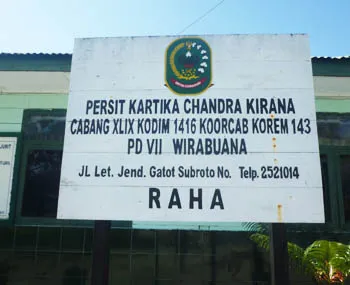 PERSIT KARTIKA CHANDRA KIRANA
CABANG XLIX KODIM 1416 KOORCAB KOREM 143
PD VII WIRABUANA
JL Let. Jend. Gatot Subroto No. Telp. 2521014
RAHA